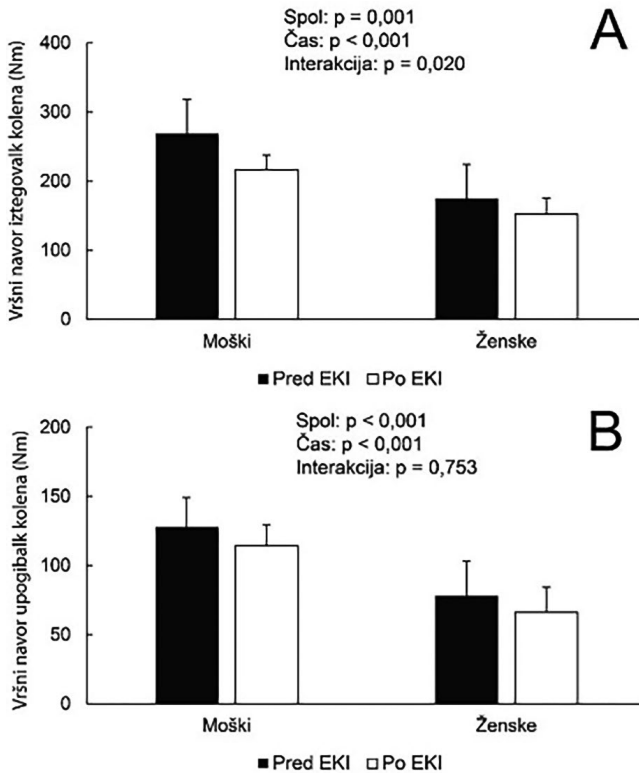 Spol: p = 0,001
Čas: p < 0,001
Interakcija: p = 0,020
A
Vršni navor iztegovalk kolena (Nm)
400
300
200
100
0
Moški
Ženske
Pred EKI
Po EKI
Spol: p < 0,001
Čas: p < 0,001
Interakcija: p = 0,753
B
Vršni navor upogibalk kolena (Nm)
200
150
100
50
0
Moški
Ženske
Pred EKI
Po EKI